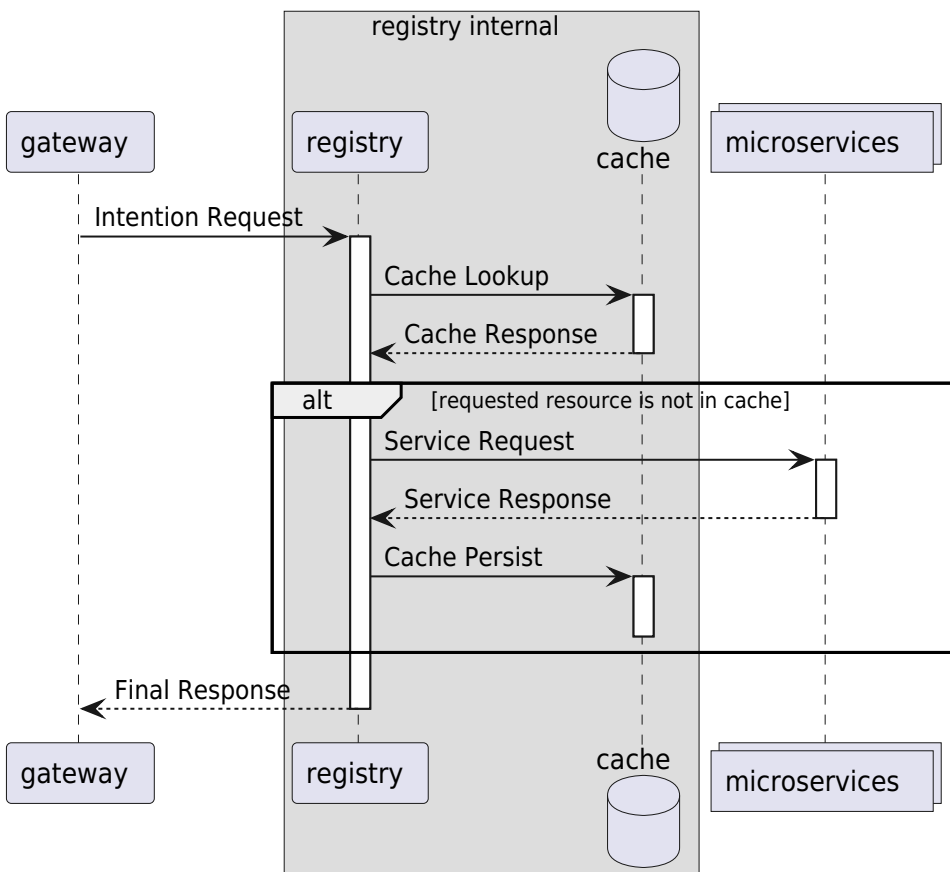 registry internal
gateway
registry
cache
microservices
Intention Request
Cache Lookup
Cache Response
alt
[requested resource is not in cache]
Service Request
Service Response
Cache Persist
Final Response
gateway
registry
cache
microservices